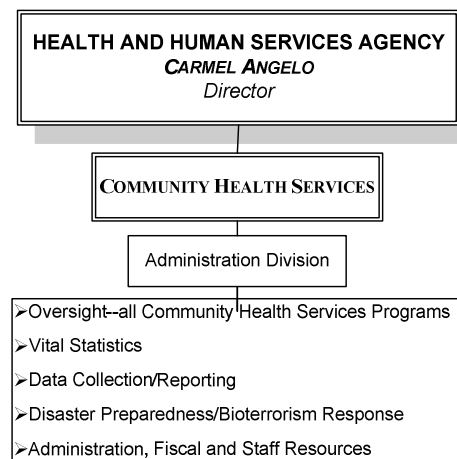 HEALTH AND HUMAN SERVICES AGENCY
CARMEL ANGELO
Director
COMMUNITY HEALTH SERVICES
Administration Division
➢Oversight--all Community Health Services Programs
➢Vital Statistics
➢Data Collection/Reporting
➢Disaster Preparedness/Bioterrorism Response
➢Administration, Fiscal and Staff Resources